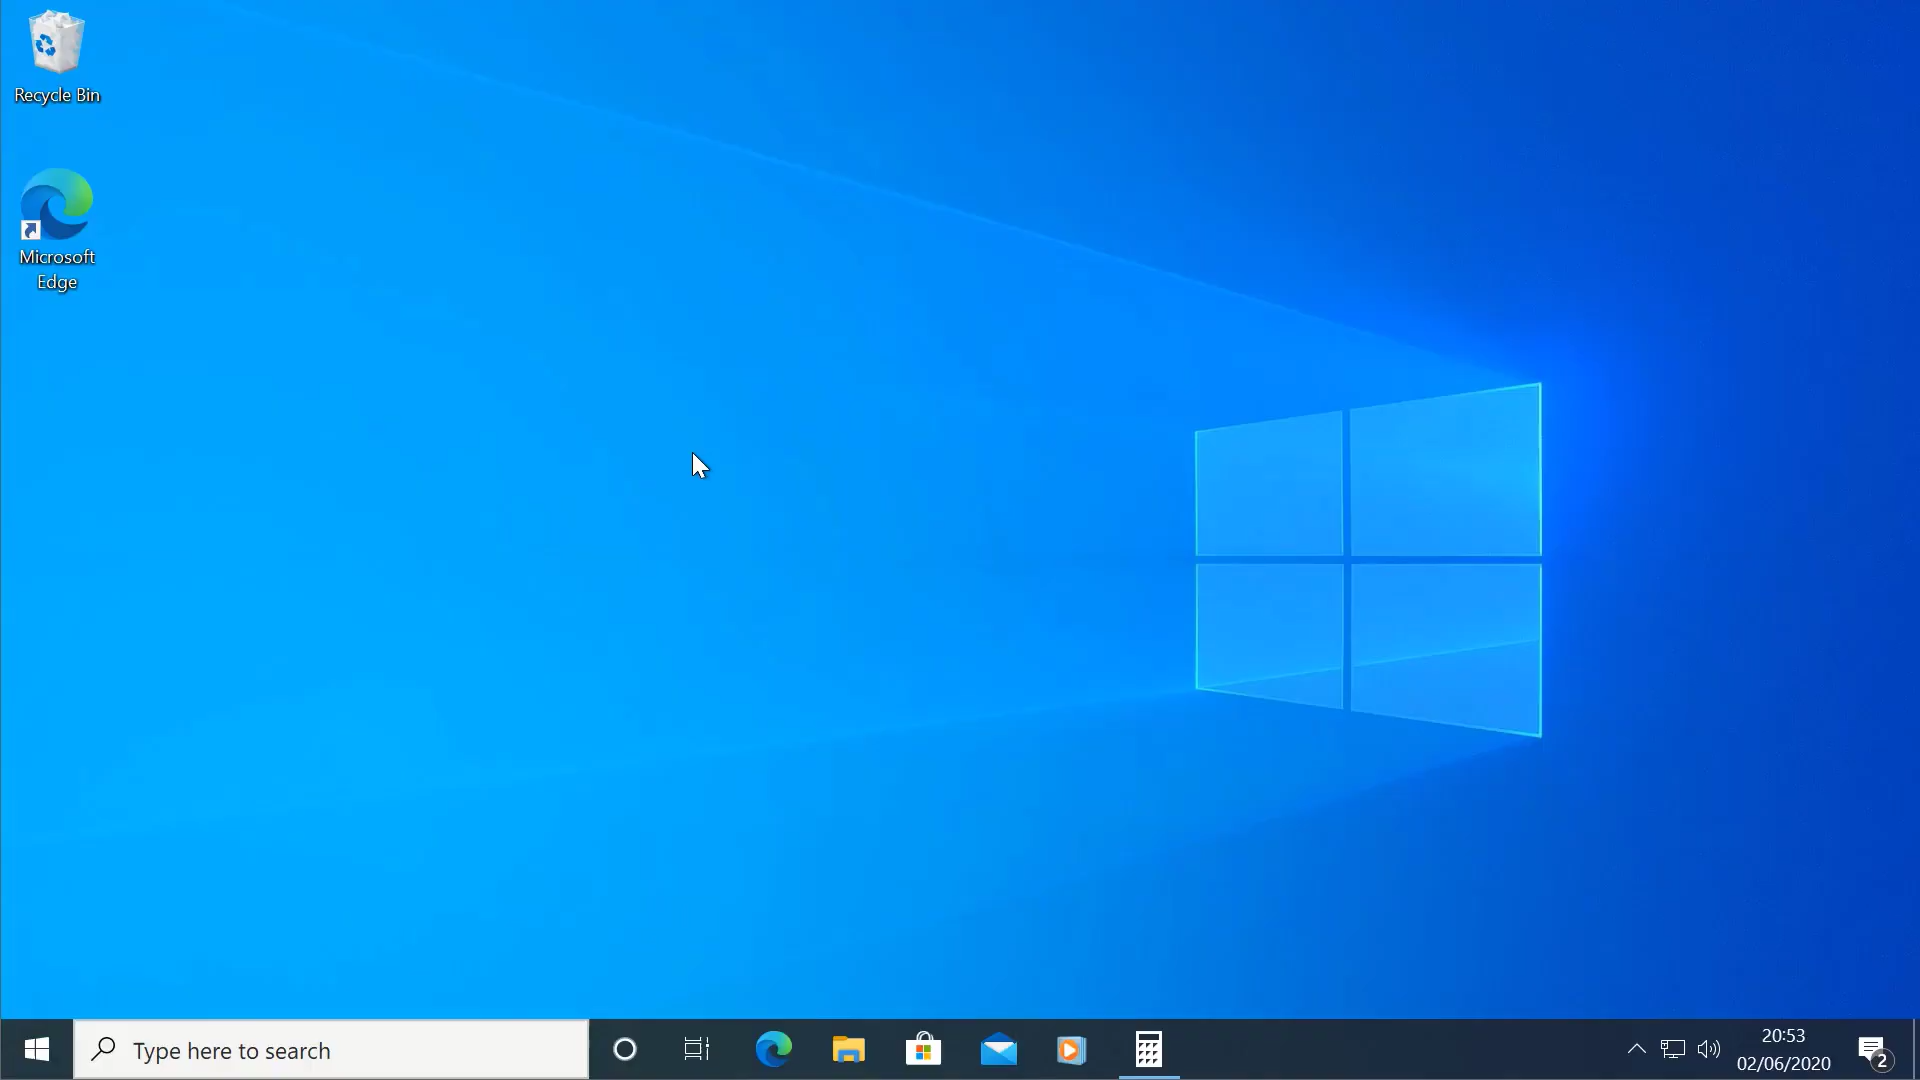 Recycle Bin
Microsoft
Edge
Type here to search
20:53
02/06/2020
2